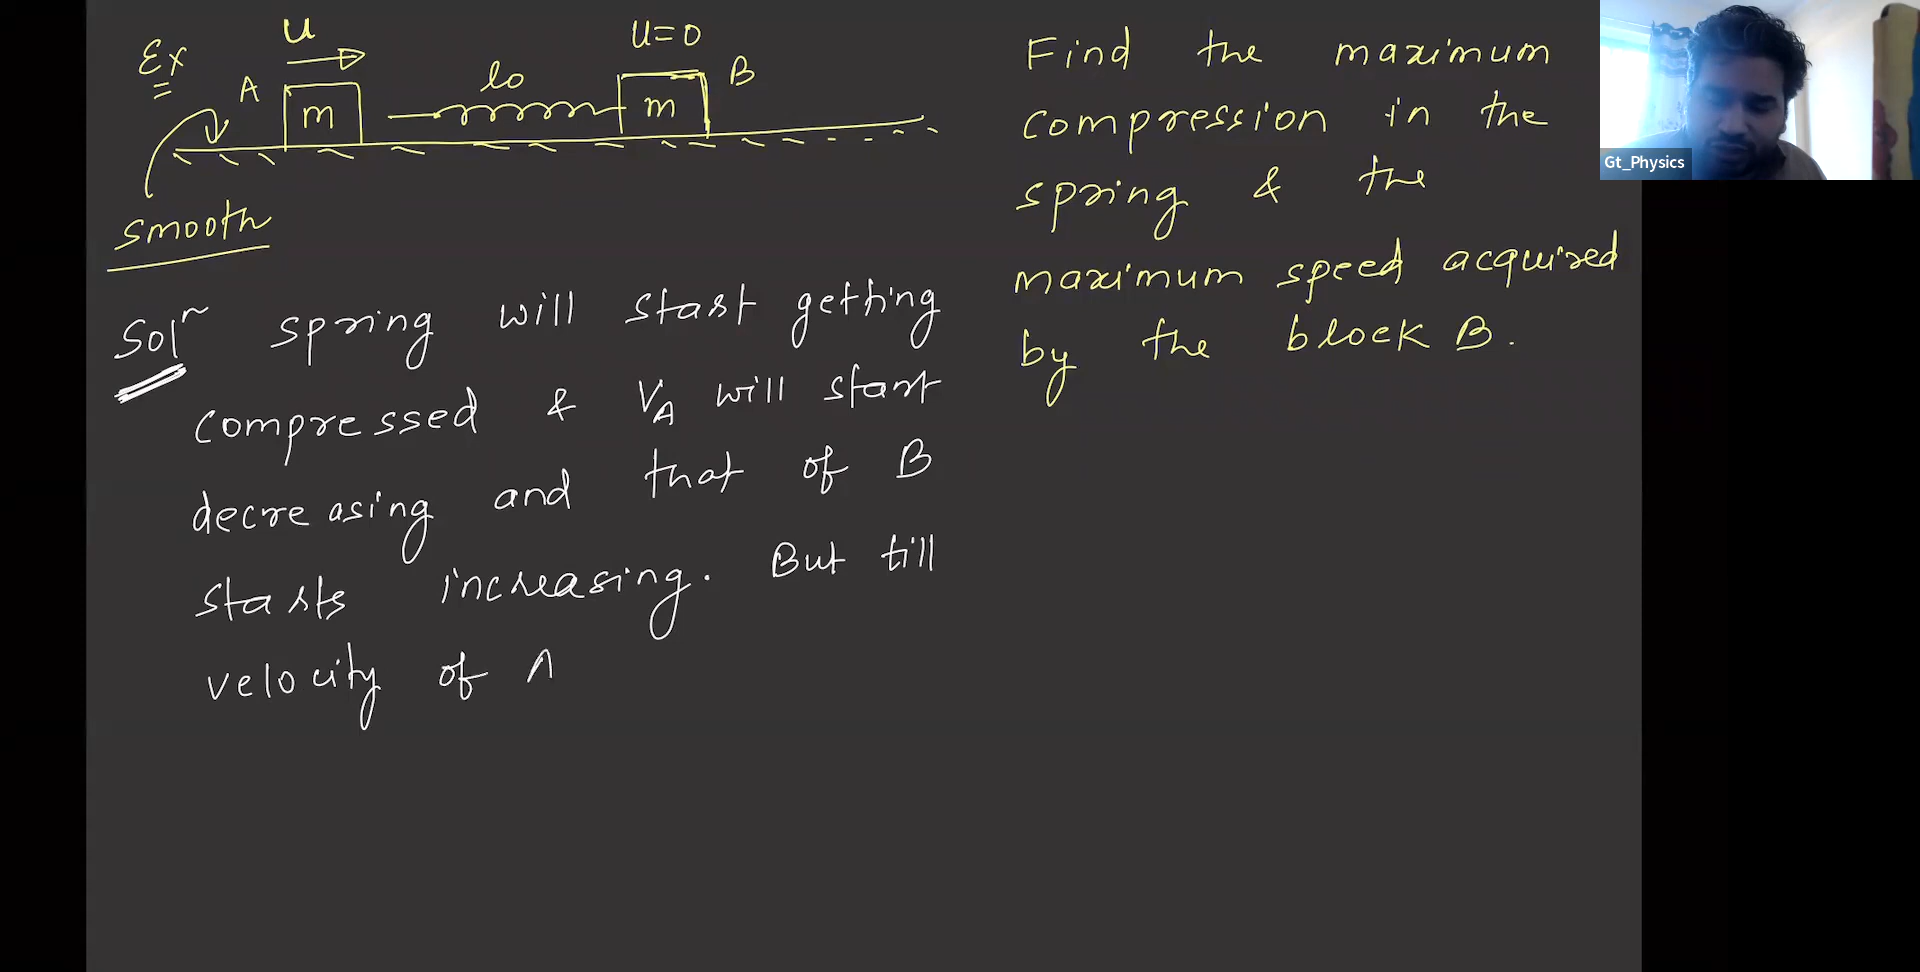 Ex
u
A
m
lo
u=0
m
B
smooth
Find the maximum
compression in the
spring & the
maximum speed acquired
by the block B.
Gt_Physics
Solⁿ spring will start getting
compressed & VA will start
decreasing and that of B
starts increasing. But till
velocity of A